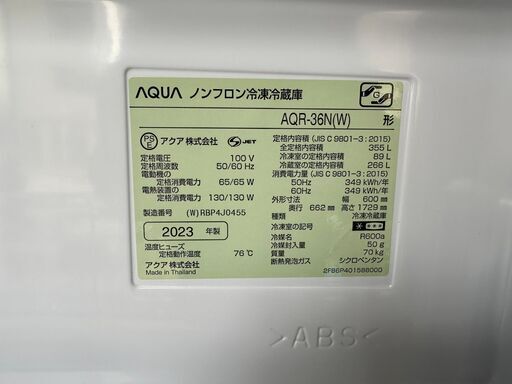 AQUA ノンフロン冷凍冷蔵庫
AQR-36N(W) 形
PS E アクア株式会社 S-JET
定格電圧 100 V
定格周波数 50/60 Hz
電動機の
定格消費電力 65/65 W
電熱装置の
定格消費電力 130/130 W
製造番号 (W)RBP4J0455
2023 年製
温度ヒューズ
定格動作温度 76℃
アクア株式会社
Made in Thailand
定格内容積 (JIS C 9801-3:2015)
全定格内容積 355 L
冷凍室の定格内容積 89 L
冷蔵室の定格内容積 266 L
消費電力量 (JIS C 9801-3:2015)
50Hz 349 kWh/年
60Hz 349 kWh/年
外形寸法 幅 600 mm
奥行 662 mm 高さ 1729 mm
種類 冷凍冷蔵庫
冷凍室の記号
冷媒名 R600a
冷媒封入量 50 g
質量 70 kg
断熱発泡ガス シクロペンタン
2FB6P401588000
>ABS<